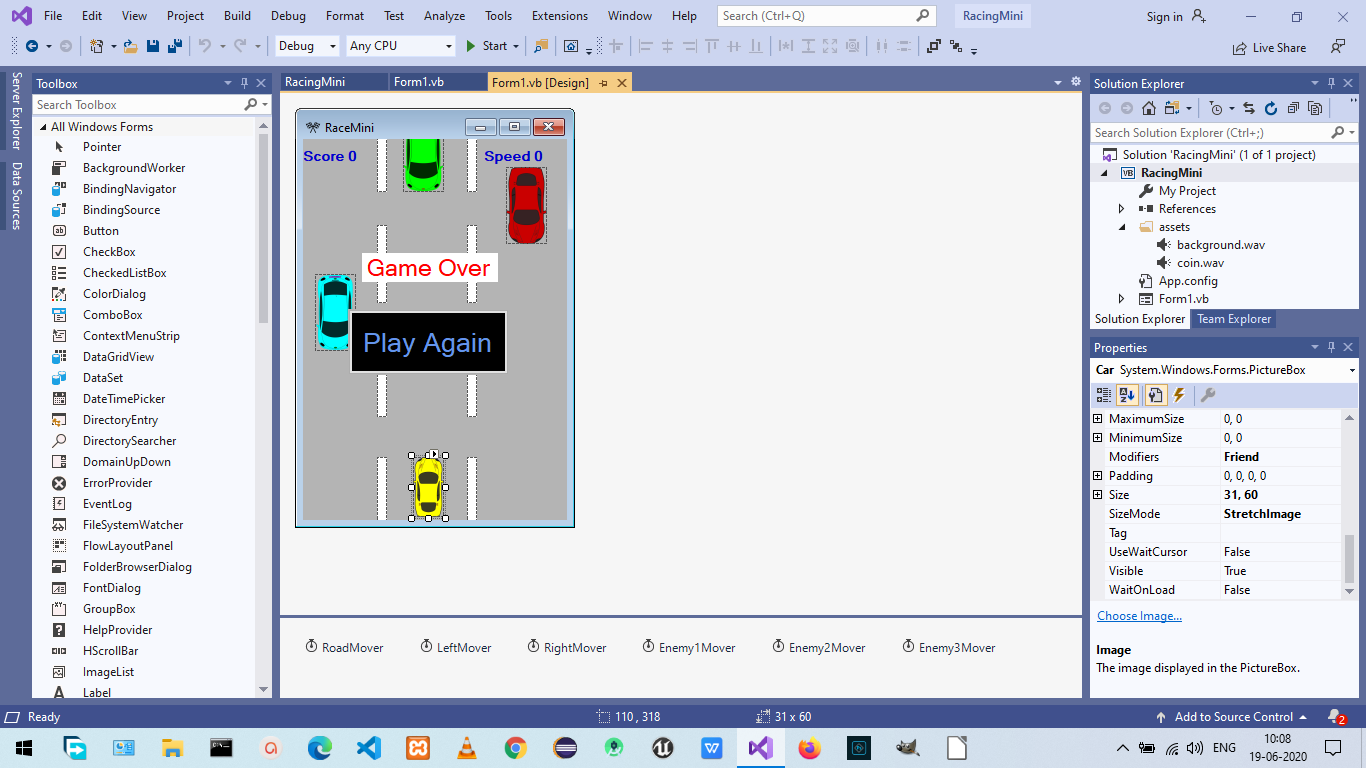 File Edit View Project Build Debug Format Test Analyze Tools Extensions Window Help Search (Ctrl+Q) RacingMini Sign in
Debug Any CPU Start Live Share
Server Explorer
Data Sources
Toolbox
Search Toolbox
All Windows Forms
Pointer
BackgroundWorker
BindingNavigator
BindingSource
Button
CheckBox
CheckedListBox
ColorDialog
ComboBox
ContextMenuStrip
DataGridView
DataSet
DateTimePicker
DirectoryEntry
DirectorySearcher
DomainUpDown
ErrorProvider
EventLog
FileSystemWatcher
FlowLayoutPanel
FolderBrowserDialog
FontDialog
GroupBox
HelpProvider
HScrollBar
ImageList
Label
RacingMini Form1.vb Form1.vb [Design]
RaceMini
Score 0 Speed 0
Game Over
Play Again
RoadMover LeftMover RightMover Enemy1Mover Enemy2Mover Enemy3Mover
Solution Explorer
Search Solution Explorer (Ctrl+;)
Solution 'RacingMini' (1 of 1 project)
VB RacingMini
My Project
References
assets
background.wav
coin.wav
App.config
Form1.vb
Solution Explorer Team Explorer
Properties
Car System.Windows.Forms.PictureBox
MaximumSize 0, 0
MinimumSize 0, 0
Modifiers Friend
Padding 0, 0, 0, 0
Size 31, 60
SizeMode StretchImage
Tag
UseWaitCursor False
Visible True
WaitOnLoad False
Choose Image...
Image
The image displayed in the PictureBox.
Ready 110 , 318 31 x 60 Add to Source Control 2
ENG 10:08
19-06-2020